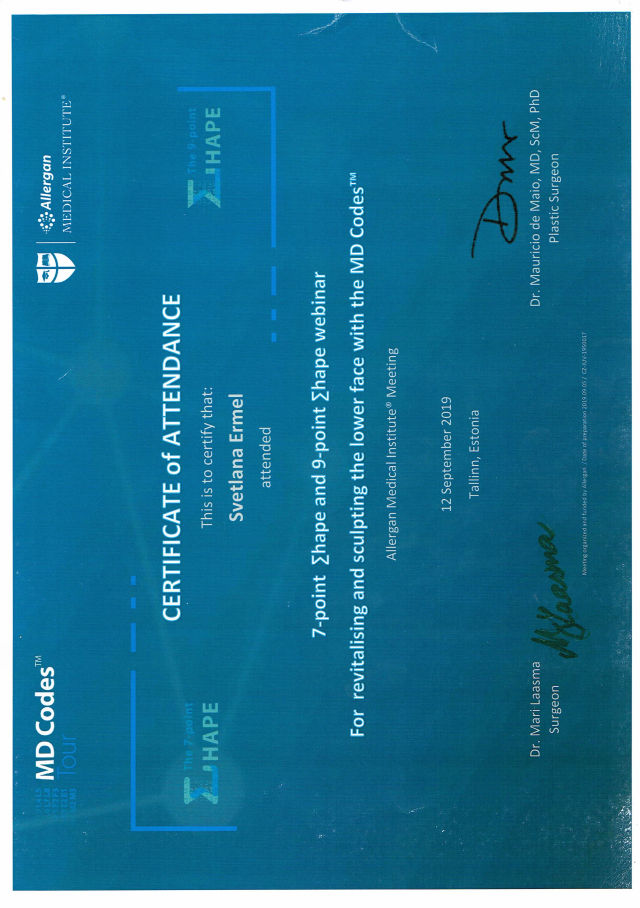 MD Codes™
Tour
Allergan
MEDICAL INSTITUTE®
CERTIFICATE of ATTENDANCE
The 7-point
ΣHAPE
The 9-point
ΣHAPE
This is to certify that:
Svetlana Ermel
attended
7-point Σhape and 9-point Σhape webinar
For revitalising and sculpting the lower face with the MD Codes™
Allergan Medical Institute® Meeting
12 September 2019
Tallinn, Estonia
Dr. Mari Laasma
Surgeon
Dr. Mauricio de Maio, MD, ScM, PhD
Plastic Surgeon
Meeting organized and funded by Allergan / Date of preparation 2019.09.05 /